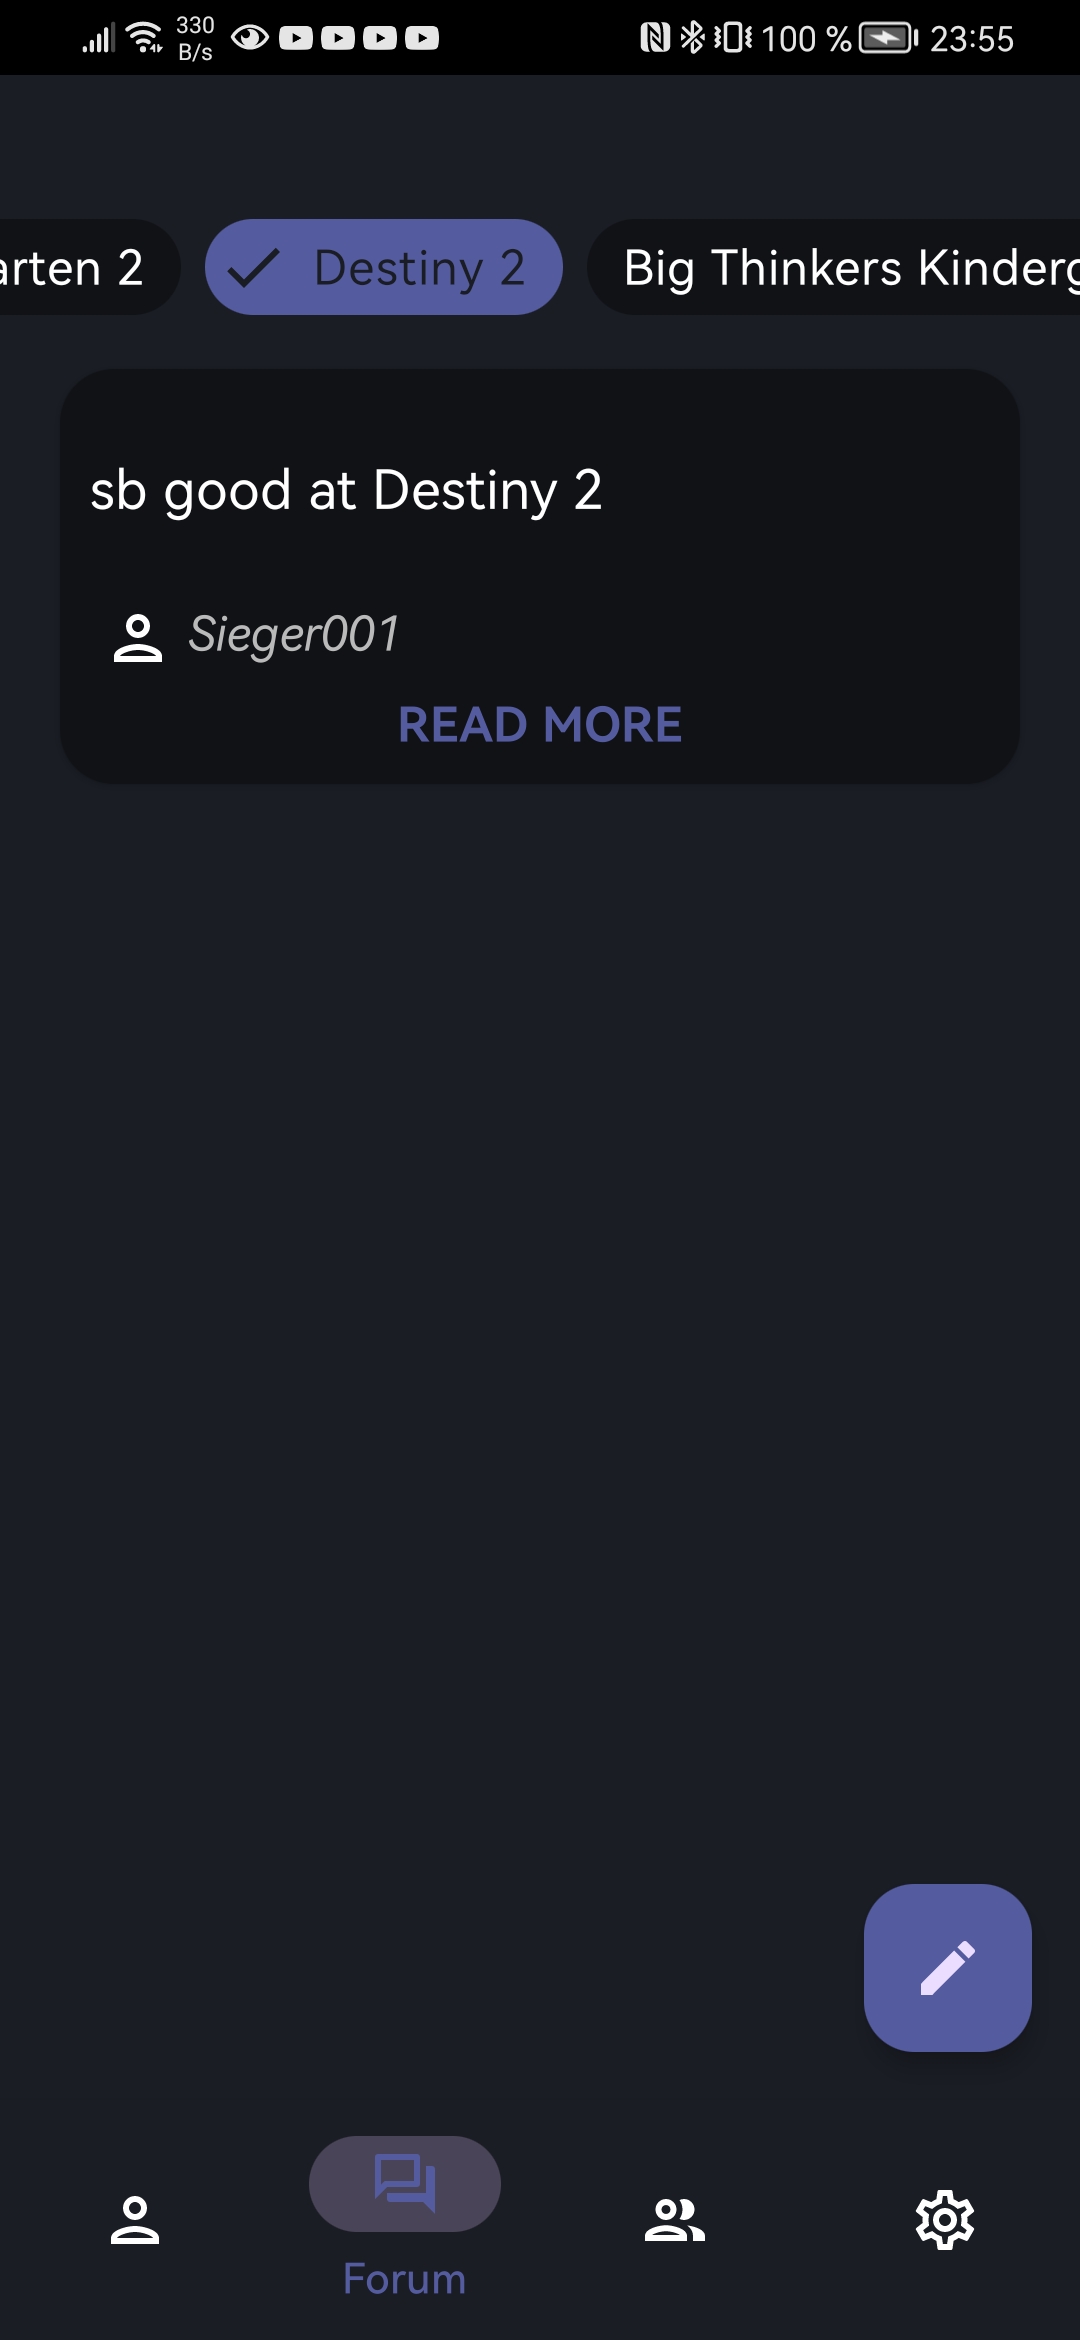 330
B/s
100 %
23:55
arten 2
Destiny 2
Big Thinkers Kinderg
sb good at Destiny 2
Sieger001
READ MORE
Forum